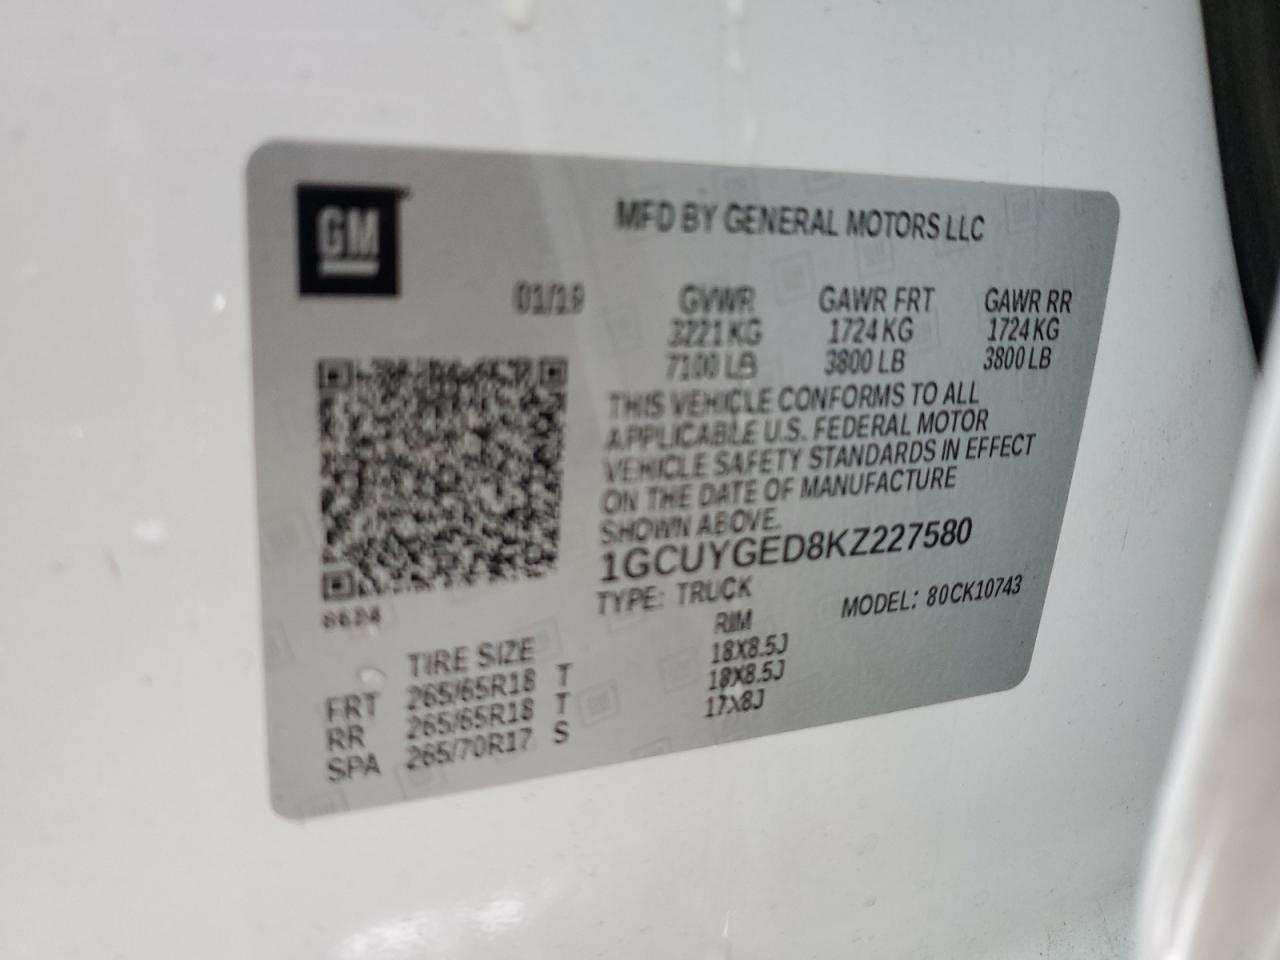 GM
MFD BY GENERAL MOTORS LLC
01/19
GVWR GAWR FRT GAWR RR
3221 KG 1724 KG 1724 KG
7100 LB 3800 LB 3800 LB
THIS VEHICLE CONFORMS TO ALL
APPLICABLE U.S. FEDERAL MOTOR
VEHICLE SAFETY STANDARDS IN EFFECT
ON THE DATE OF MANUFACTURE
SHOWN ABOVE.
1GCUYGED8KZ227580
TYPE: TRUCK MODEL: 80CK10743
TIRE SIZE RIM
FRT 265/65R18 T 18X8.5J
RR 265/65R18 T 18X8.5J
SPA 265/70R17 S 17X8J